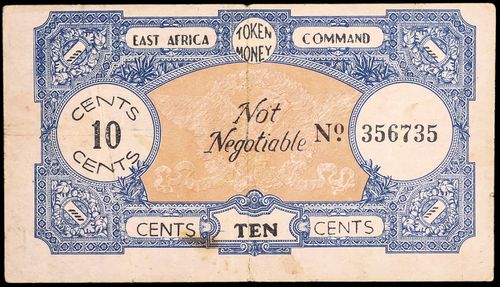 EAST AFRICA TOKEN MONEY COMMAND
CENTS
10
CENTS
Not
Negotiable
Nº 356735
CENTS TEN CENTS